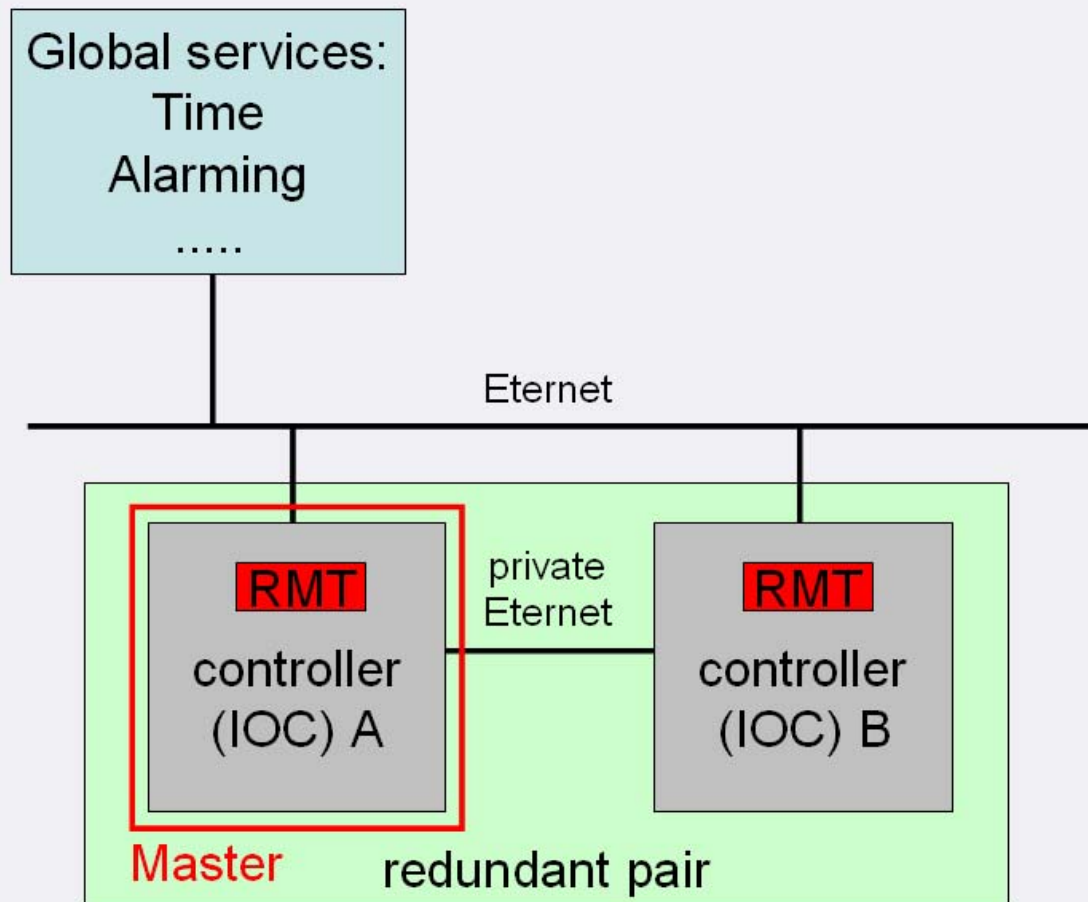 Global services:
Time
Alarming
.....
Eternet
RMT
controller
(IOC) A
private
Eternet
RMT
controller
(IOC) B
Master
redundant pair